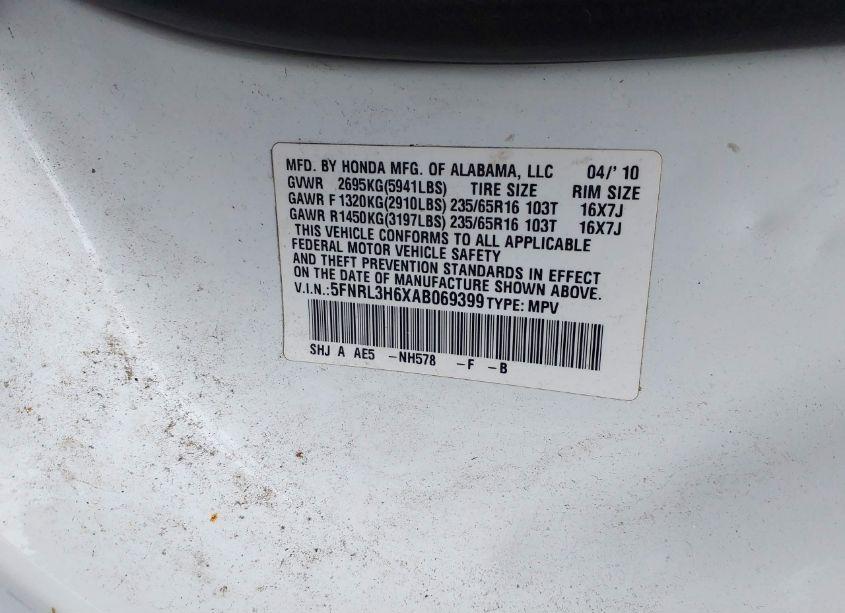 MFD. BY HONDA MFG. OF ALABAMA, LLC 04/' 10
GVWR 2695KG(5941LBS) TIRE SIZE RIM SIZE
GAWR F 1320KG(2910LBS) 235/65R16 103T 16X7J
GAWR R1450KG(3197LBS) 235/65R16 103T 16X7J
THIS VEHICLE CONFORMS TO ALL APPLICABLE
FEDERAL MOTOR VEHICLE SAFETY
AND THEFT PREVENTION STANDARDS IN EFFECT
ON THE DATE OF MANUFACTURE SHOWN ABOVE.
V.I.N.:5FNRL3H6XAB069399 TYPE: MPV
SHJ A AE5 -NH578 -F -B